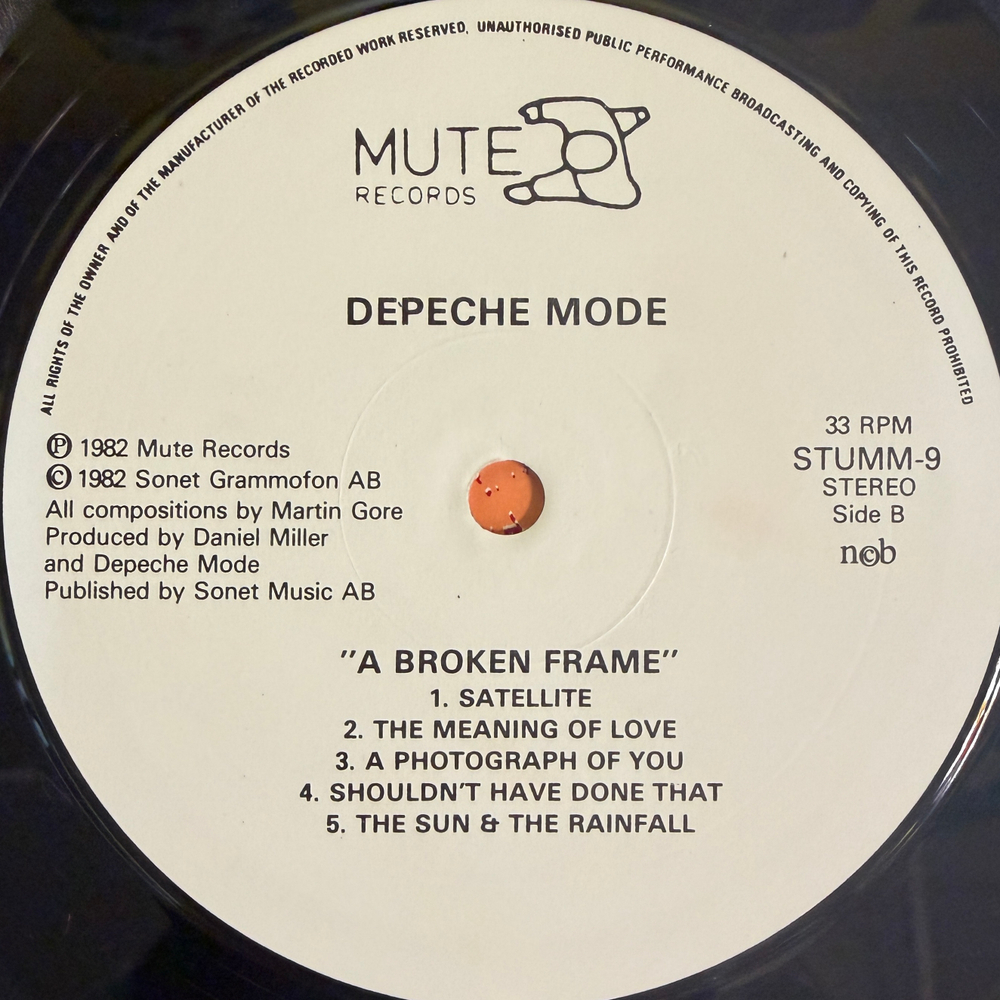 ALL RIGHTS OF THE OWNER AND OF THE MANUFACTURER OF THE RECORDED WORK RESERVED, UNAUTHORISED PUBLIC PERFORMANCE BROADCASTING AND COPYING OF THIS RECORD PROHIBITED
MUTE
RECORDS
DEPECHE MODE
Ⓟ 1982 Mute Records
© 1982 Sonet Grammofon AB
All compositions by Martin Gore
Produced by Daniel Miller
and Depeche Mode
Published by Sonet Music AB
33 RPM
STUMM-9
STEREO
Side B
n©b
"A BROKEN FRAME"
1. SATELLITE
2. THE MEANING OF LOVE
3. A PHOTOGRAPH OF YOU
4. SHOULDN'T HAVE DONE THAT
5. THE SUN & THE RAINFALL